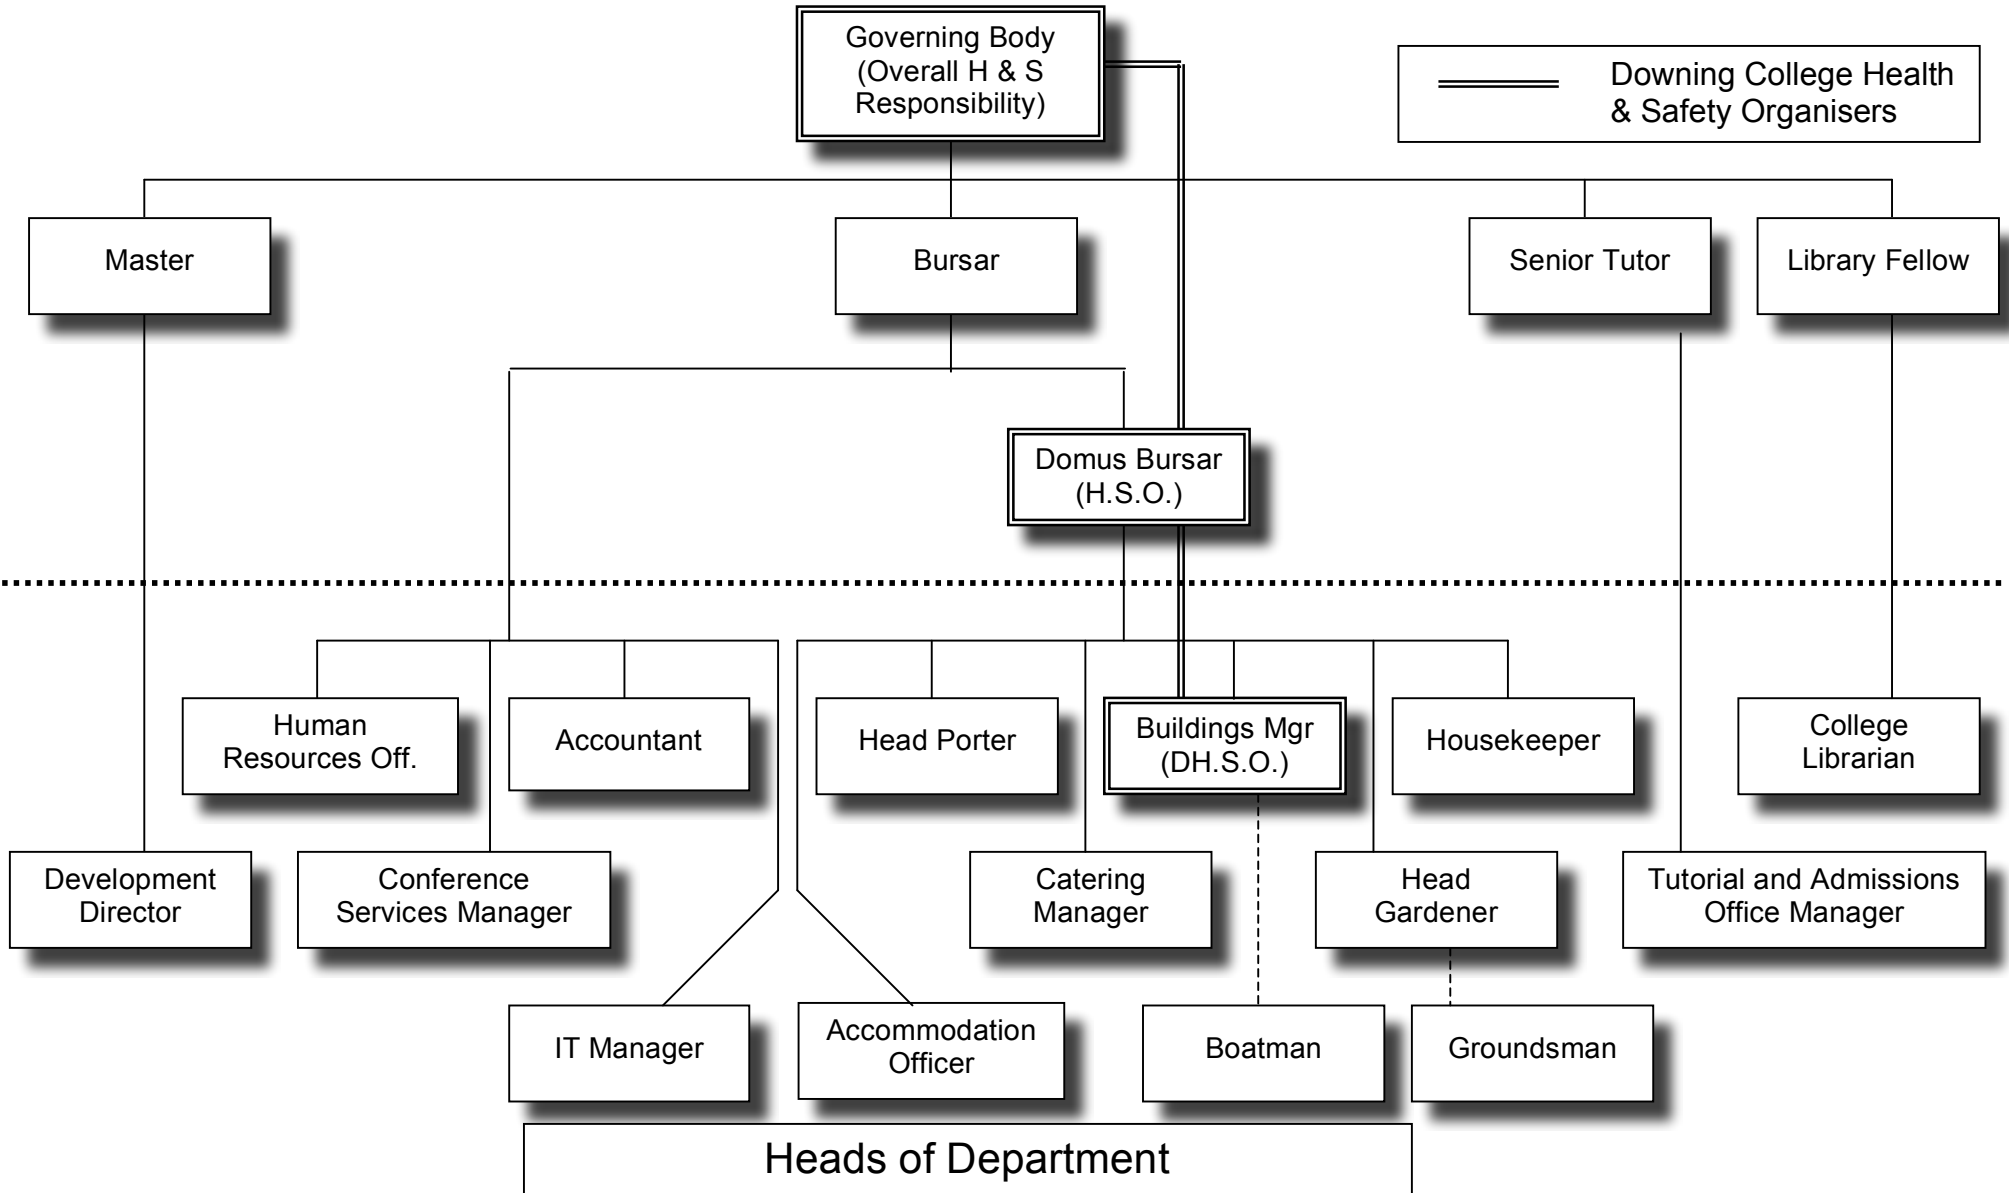 Governing Body
(Overall H & S
Responsibility)
Downing College Health
& Safety Organisers
Master
Bursar
Senior Tutor
Library Fellow
Domus Bursar
(H.S.O.)
Human
Resources Off.
Accountant
Head Porter
Buildings Mgr
(DH.S.O.)
Housekeeper
College
Librarian
Development
Director
Conference
Services Manager
Catering
Manager
Head
Gardener
Tutorial and Admissions
Office Manager
IT Manager
Accommodation
Officer
Boatman
Groundsman
Heads of Department